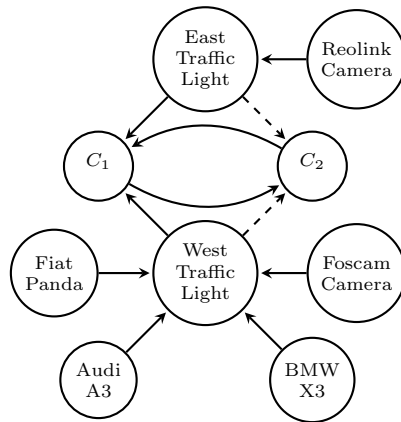 East
Traffic
Light
Reolink
Camera
C₁
C₂
Fiat
Panda
West
Traffic
Light
Foscam
Camera
Audi
A3
BMW
X3